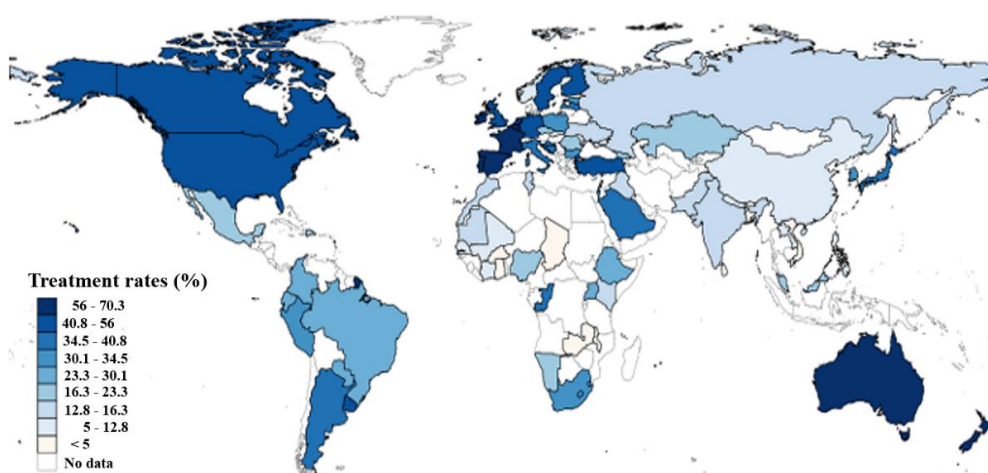 Treatment rates (%)
56 - 70.3
40.8 - 56
34.5 - 40.8
30.1 - 34.5
23.3 - 30.1
16.3 - 23.3
12.8 - 16.3
5 - 12.8
< 5
No data